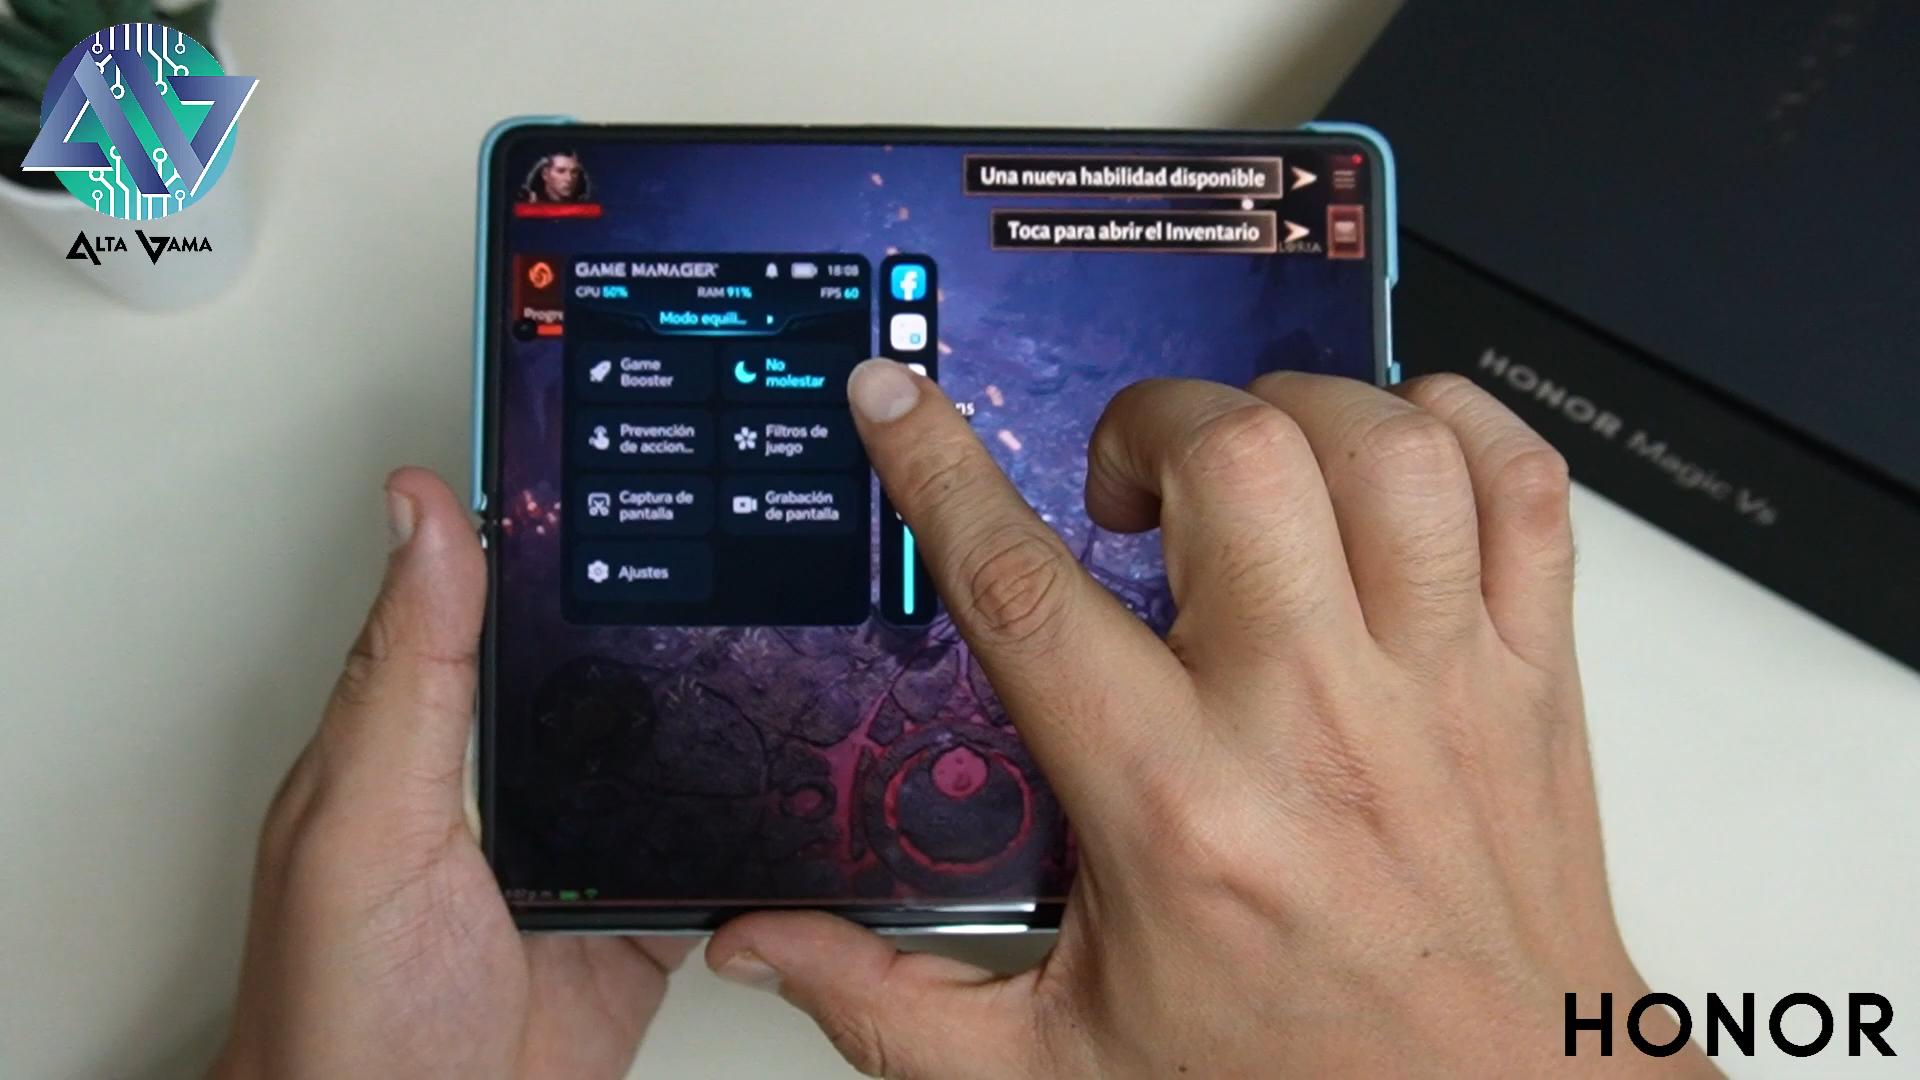 ALTA GAMA
Una nueva habilidad disponible
Toca para abrir el Inventario
GAME MANAGER
18:08
CPU 50%
RAM 91%
FPS 60
Modo equili...
Game
Booster
No
molestar
Prevención
de accion...
Filtros de
juego
Captura de
pantalla
Grabación
de pantalla
Ajustes
HONOR Magic Vs
HONOR